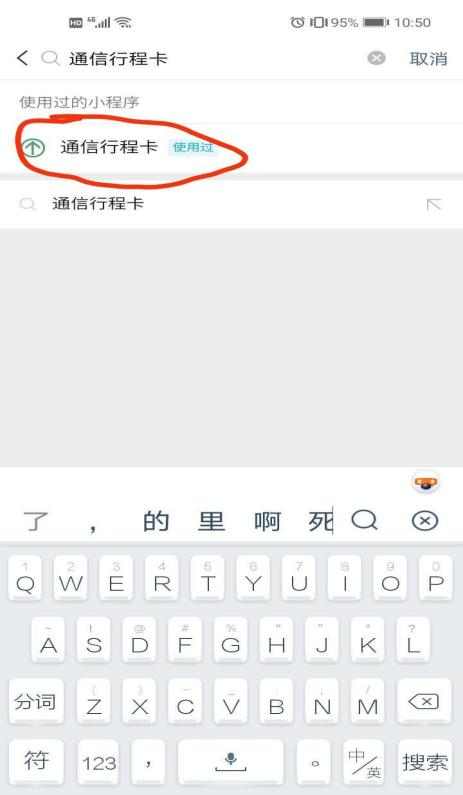 HD 4G 95% 10:50
通信行程卡 取消
使用过的小程序
通信行程卡 使用过
通信行程卡
了 , 的 里 啊 死
1 2 3 4 5 6 7 8 9 0
Q W E R T Y U I O P
~ ! @ # % " " * ?
A S D F G H J K L
( ) - _ : ; /
分词 Z X C V B N M
符 123 , 。 中/英 搜索